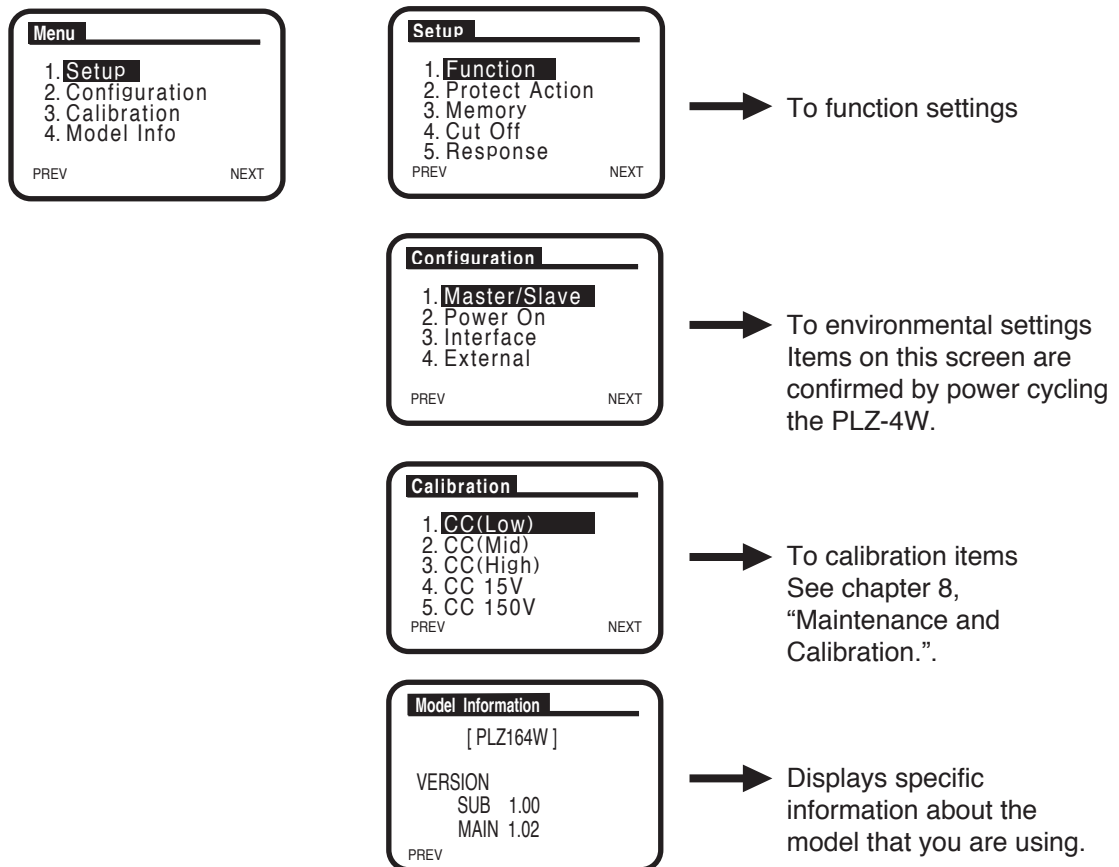 Menu
1. Setup
2. Configuration
3. Calibration
4. Model Info
PREV NEXT
Setup
1. Function
2. Protect Action
3. Memory
4. Cut Off
5. Response
PREV NEXT
To function settings
Configuration
1. Master/Slave
2. Power On
3. Interface
4. External
PREV NEXT
To environmental settings
Items on this screen are
confirmed by power cycling
the PLZ-4W.
Calibration
1. CC(Low)
2. CC(Mid)
3. CC(High)
4. CC 15V
5. CC 150V
PREV NEXT
To calibration items
See chapter 8,
“Maintenance and
Calibration.”.
Model Information
[ PLZ164W ]
VERSION
SUB 1.00
MAIN 1.02
PREV
Displays specific
information about the
model that you are using.